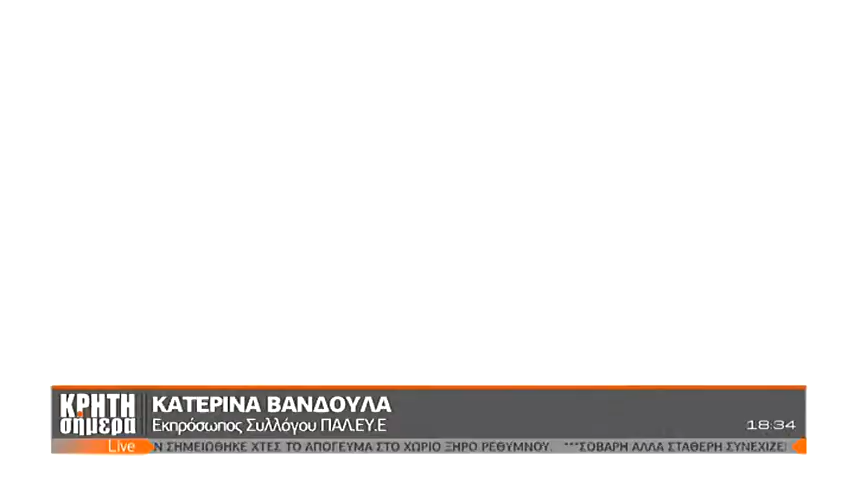 ΚΡΗΤΗ
σήμερα
ΚΑΤΕΡΙΝΑ ΒΑΝΔΟΥΛΑ
Εκπρόσωπος Συλλόγου ΠΑΛ.ΕΥ.Ε
18:34
Live
Ν ΣΗΜΕΙΩΘΗΚΕ ΧΤΕΣ ΤΟ ΑΠΟΓΕΥΜΑ ΣΤΟ ΧΩΡΙΟ ΞΗΡΟ ΡΕΘΥΜΝΟΥ. ***ΣΟΒΑΡΗ ΑΛΛΑ ΣΤΑΘΕΡΗ ΣΥΝΕΧΙΖΕΙ